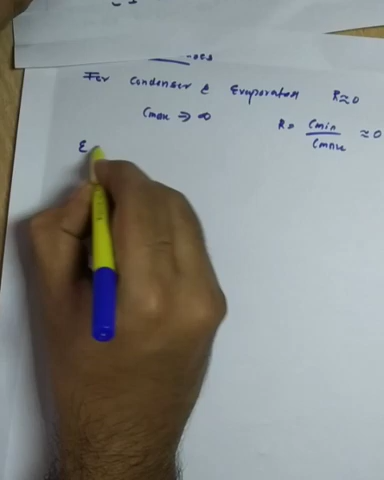 For Condenser & Evaporator R≈0
Cmax ⇒ ∞
R = Cmin / Cmax ≈ 0
ε